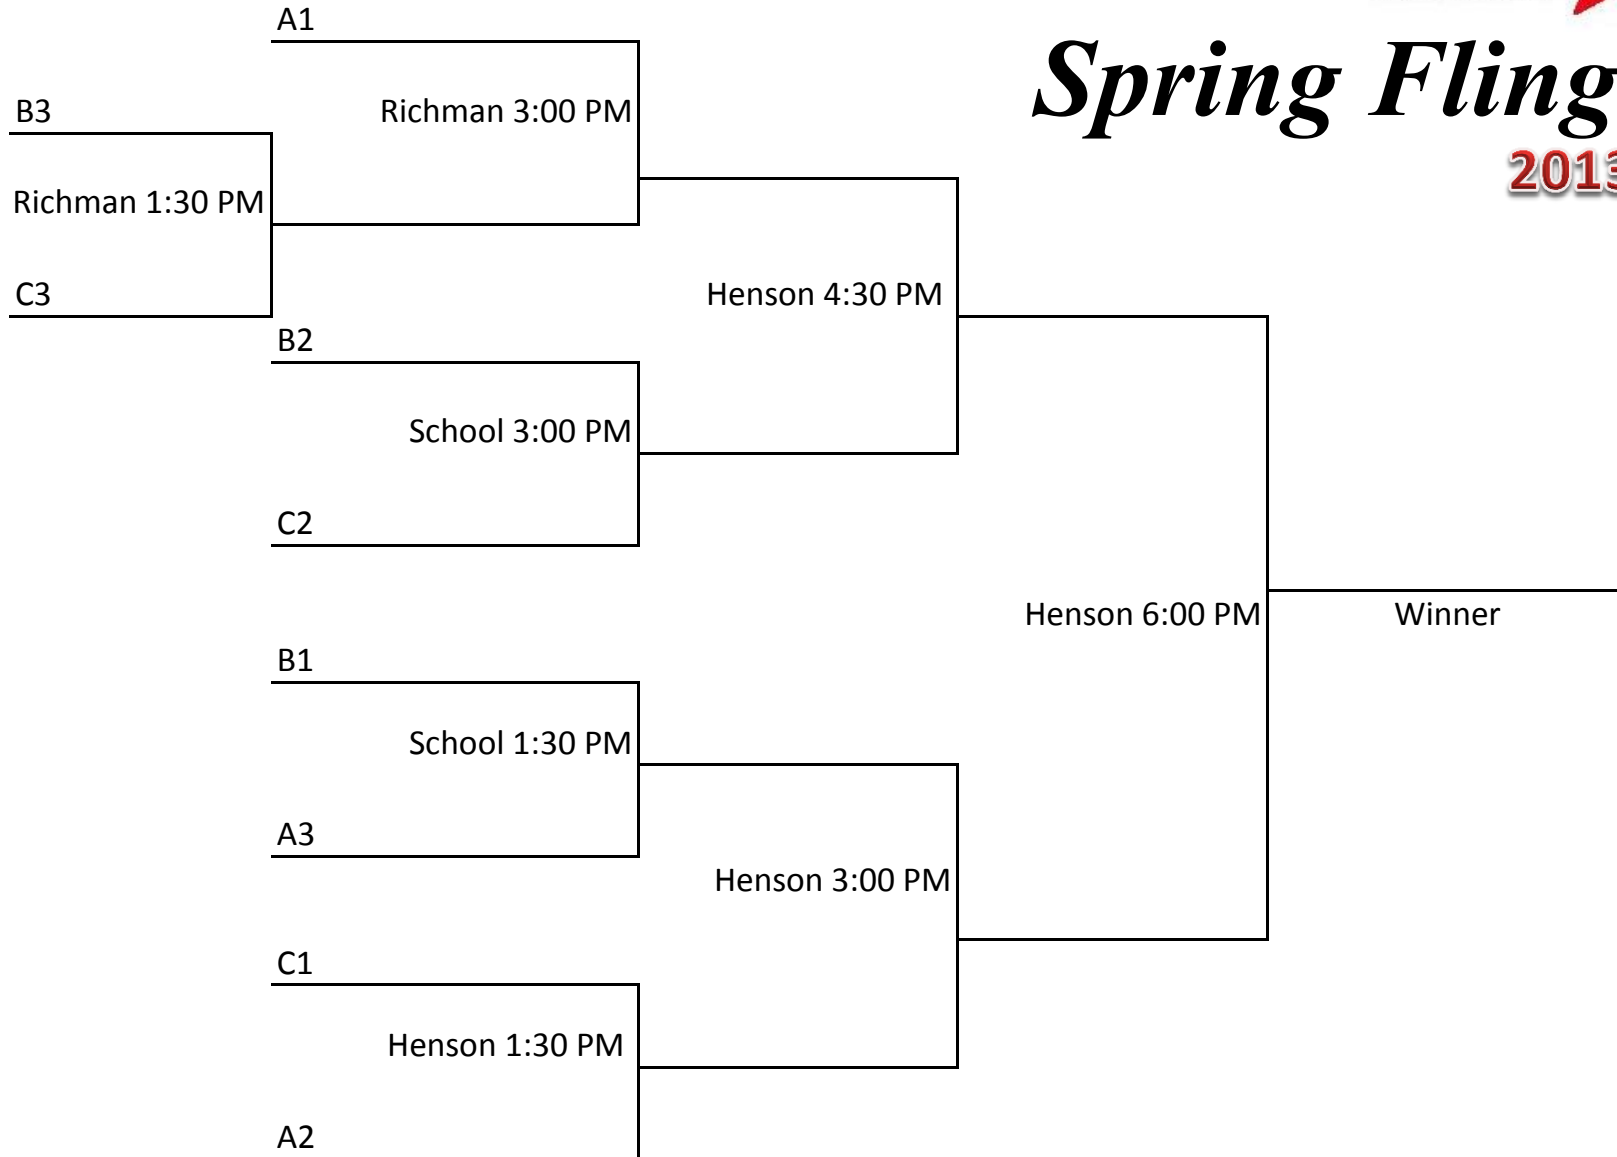 A1
Spring Fling
B3
Richman 3:00 PM
2013
Richman 1:30 PM
C3
Henson 4:30 PM
B2
School 3:00 PM
C2
Henson 6:00 PM
Winner
B1
School 1:30 PM
A3
Henson 3:00 PM
C1
Henson 1:30 PM
A2